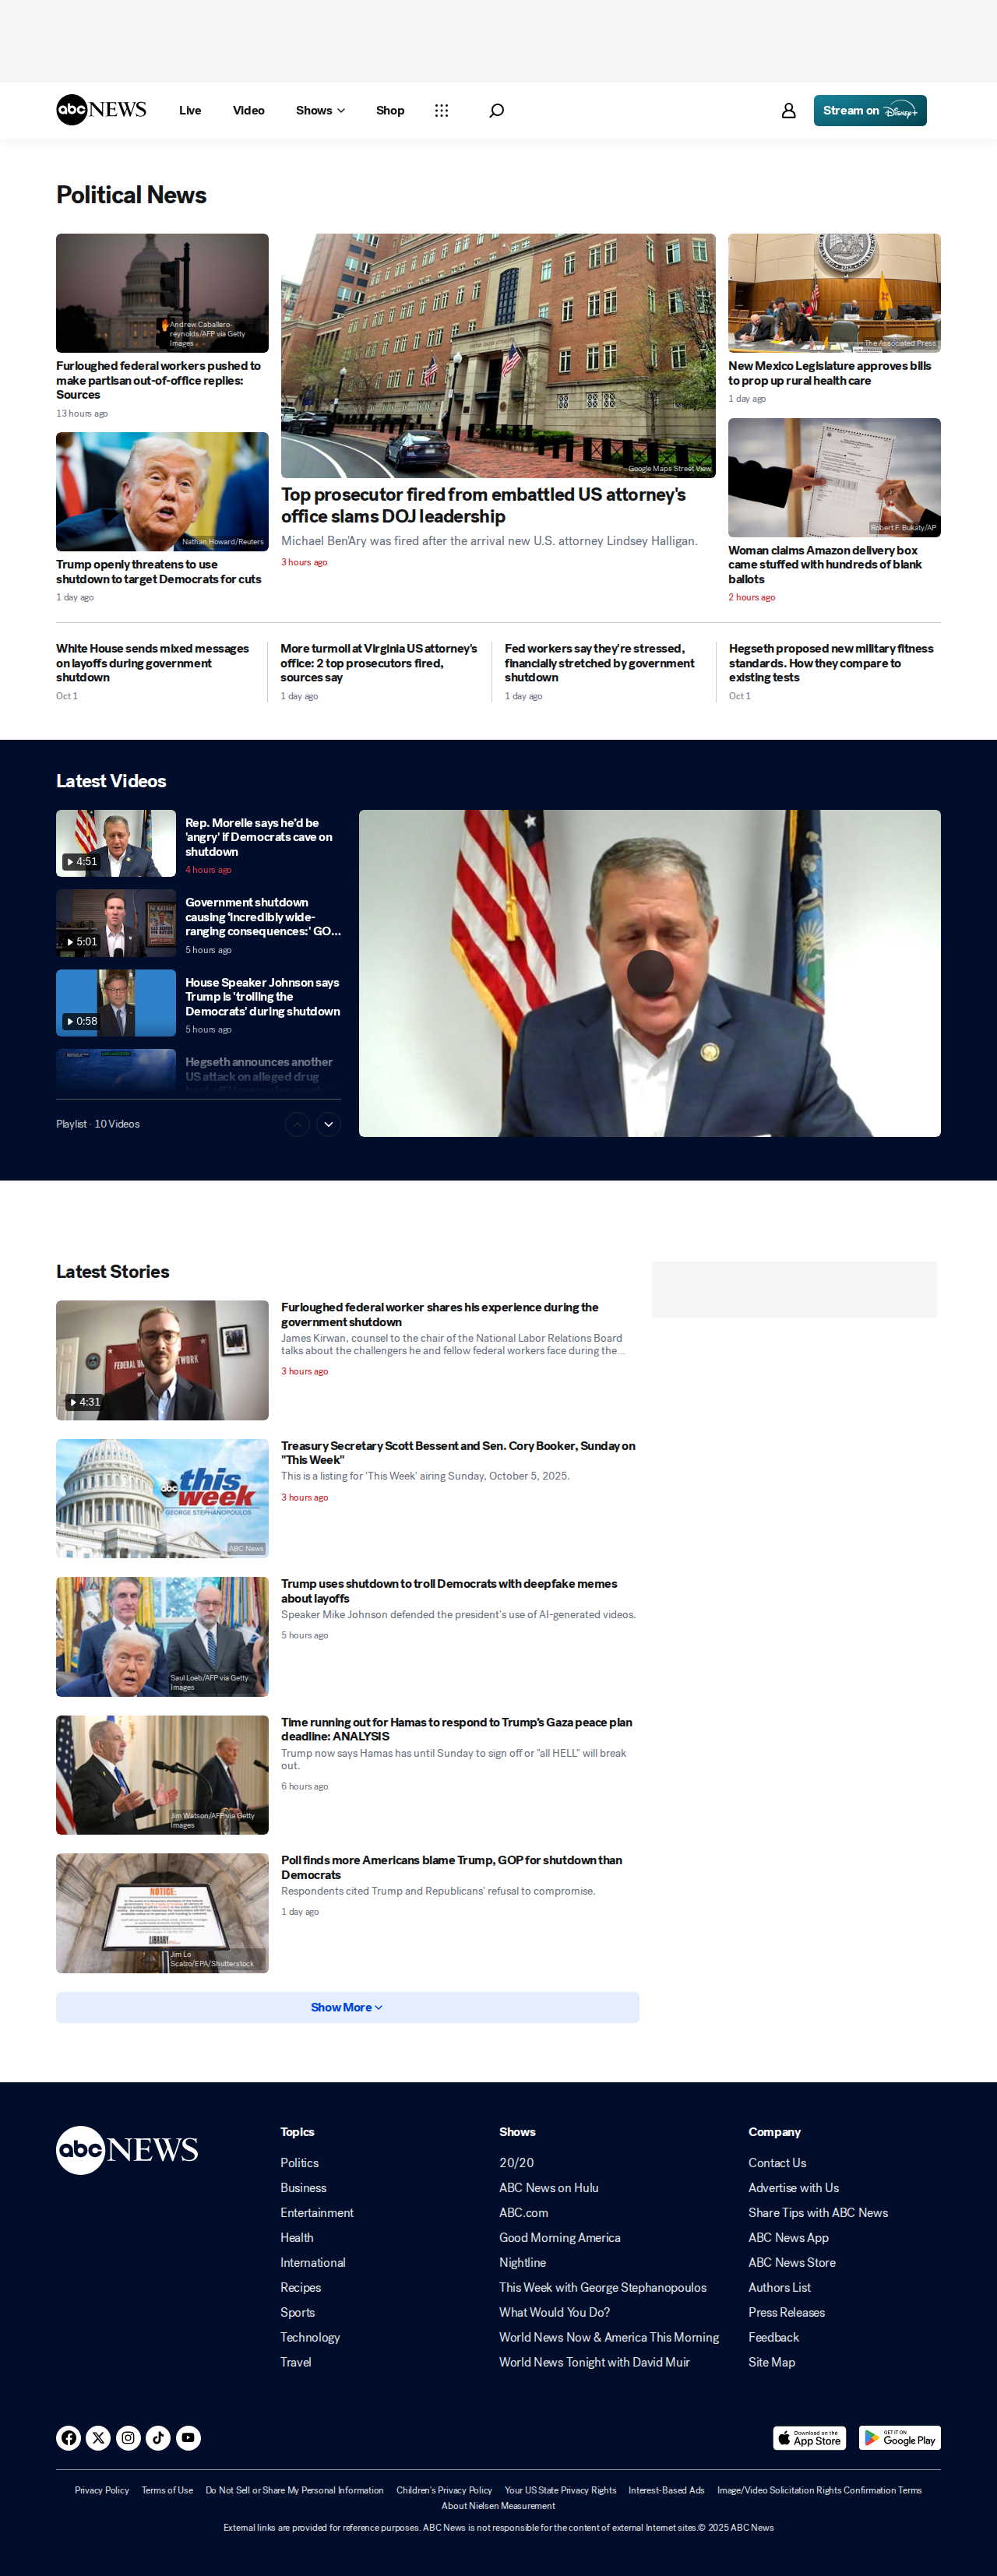 abc NEWS
Live
Video
Shows
Shop
Stream on Disney+
Political News
Andrew Caballero-
reynolds/AFP via Getty
Images
Furloughed federal workers pushed to
make partisan out-of-office replies:
Sources
13 hours ago
Nathan Howard/Reuters
Trump openly threatens to use
shutdown to target Democrats for cuts
1 day ago
Google Maps Street View
Top prosecutor fired from embattled US attorney's
office slams DOJ leadership
Michael Ben'Ary was fired after the arrival new U.S. attorney Lindsey Halligan.
3 hours ago
The Associated Press
New Mexico Legislature approves bills
to prop up rural health care
1 day ago
Robert F. Bukaty/AP
Woman claims Amazon delivery box
came stuffed with hundreds of blank
ballots
2 hours ago
White House sends mixed messages
on layoffs during government
shutdown
Oct 1
More turmoil at Virginia US attorney's
office: 2 top prosecutors fired,
sources say
1 day ago
Fed workers say they're stressed,
financially stretched by government
shutdown
1 day ago
Hegseth proposed new military fitness
standards. How they compare to
existing tests
Oct 1
Latest Videos
4:51
Rep. Morelle says he'd be
'angry' if Democrats cave on
shutdown
4 hours ago
5:01
Government shutdown
causing 'incredibly wide-
ranging consequences:' GO...
5 hours ago
0:58
House Speaker Johnson says
Trump is 'trolling the
Democrats' during shutdown
5 hours ago
Hegseth announces another
US attack on alleged drug
Playlist · 10 Videos
Latest Stories
4:31
Furloughed federal worker shares his experience during the
government shutdown
James Kirwan, counsel to the chair of the National Labor Relations Board
talks about the challengers he and fellow federal workers face during the...
3 hours ago
abc this
week
WITH
GEORGE STEPHANOPOULOS
ABC News
Treasury Secretary Scott Bessent and Sen. Cory Booker, Sunday on
"This Week"
This is a listing for 'This Week' airing Sunday, October 5, 2025.
3 hours ago
Saul Loeb/AFP via Getty
Images
Trump uses shutdown to troll Democrats with deepfake memes
about layoffs
Speaker Mike Johnson defended the president's use of AI-generated videos.
5 hours ago
Jim Watson/AFP via Getty
Images
Time running out for Hamas to respond to Trump's Gaza peace plan
deadline: ANALYSIS
Trump now says Hamas has until Sunday to sign off or "all HELL" will break
out.
6 hours ago
NOTICE:
LIBRARY
Jim Lo
Scalzo/EPA/Shutterstock
Poll finds more Americans blame Trump, GOP for shutdown than
Democrats
Respondents cited Trump and Republicans' refusal to compromise.
1 day ago
Show More
abc NEWS
Topics
Politics
Business
Entertainment
Health
International
Recipes
Sports
Technology
Travel
Shows
20/20
ABC News on Hulu
ABC.com
Good Morning America
Nightline
This Week with George Stephanopoulos
What Would You Do?
World News Now & America This Morning
World News Tonight with David Muir
Company
Contact Us
Advertise with Us
Share Tips with ABC News
ABC News App
ABC News Store
Authors List
Press Releases
Feedback
Site Map
Download on the
App Store
GET IT ON
Google Play
Privacy Policy Terms of Use Do Not Sell or Share My Personal Information Children's Privacy Policy Your US State Privacy Rights Interest-Based Ads Image/Video Solicitation Rights Confirmation Terms
About Nielsen Measurement
External links are provided for reference purposes. ABC News is not responsible for the content of external Internet sites.© 2025 ABC News